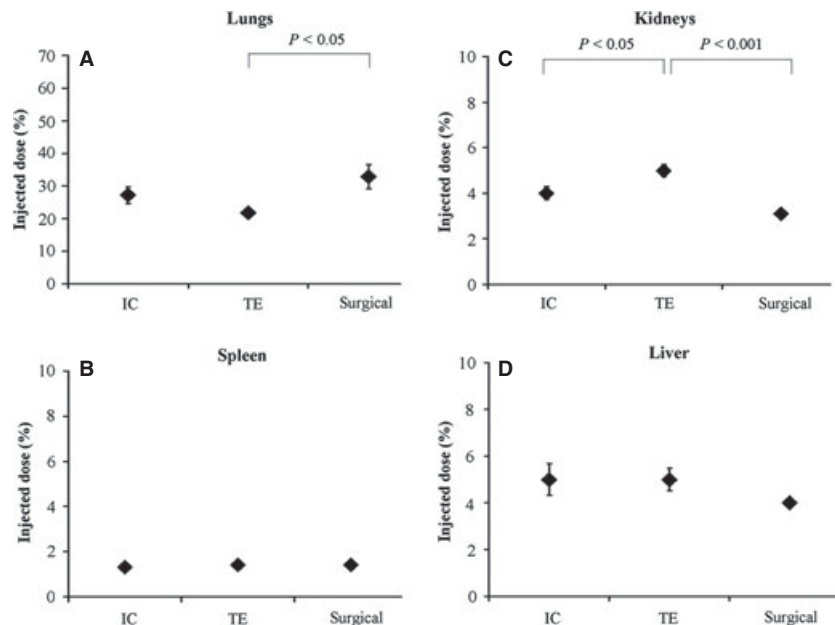 Lungs
A
P < 0.05
Injected dose (%)
70
60
50
40
30
20
10
0
IC
TE
Surgical
Kidneys
C
P < 0.05
P < 0.001
Injected dose (%)
10
8
6
4
2
0
IC
TE
Surgical
Spleen
B
Injected dose (%)
10
8
6
4
2
0
IC
TE
Surgical
Liver
D
Injected dose (%)
10
8
6
4
2
0
IC
TE
Surgical